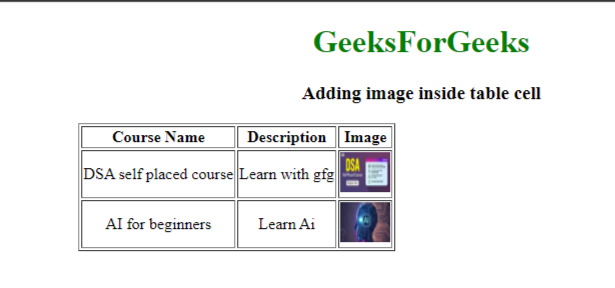 GeeksForGeeks
Adding image inside table cell
Course Name Description Image
DSA self placed course Learn with gfg DSA
AI for beginners Learn Ai Ai